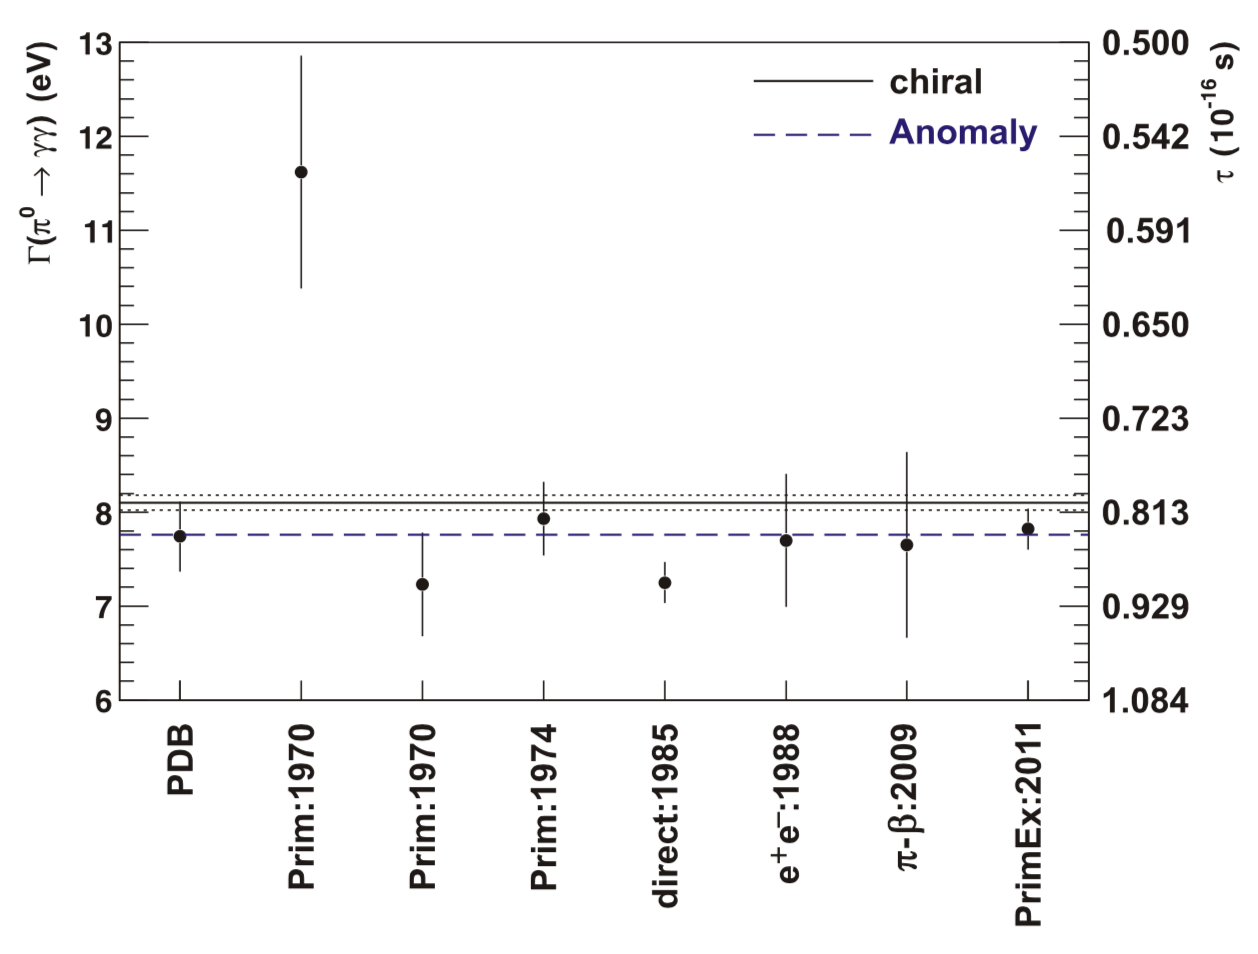 Γ(π⁰ → γγ) (eV)
13
12
11
10
9
8
7
6
chiral
Anomaly
0.500
0.542
0.591
0.650
0.723
0.813
0.929
1.084
τ (10⁻¹⁶ s)
PDB
Prim:1970
Prim:1970
Prim:1974
direct:1985
e⁺e⁻:1988
π-β:2009
PrimEx:2011